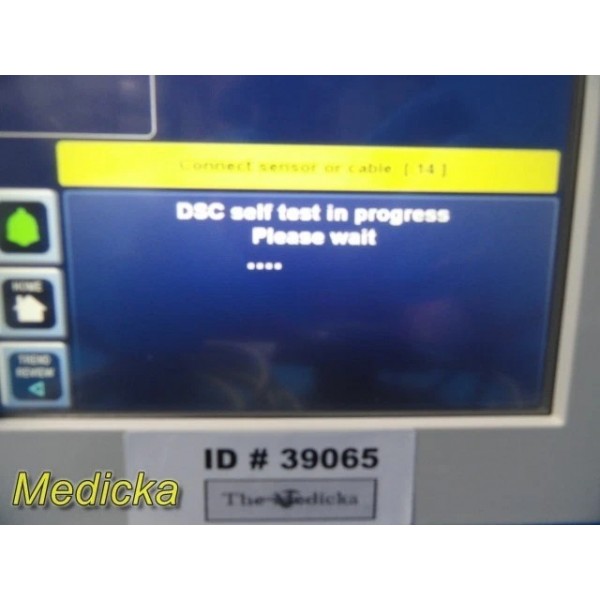 Connect sensor or cable [ 14 ]
DSC self test in progress
Please wait
....
HOME
TREND
REVIEW
ID # 39065
The Medicka
Medicka